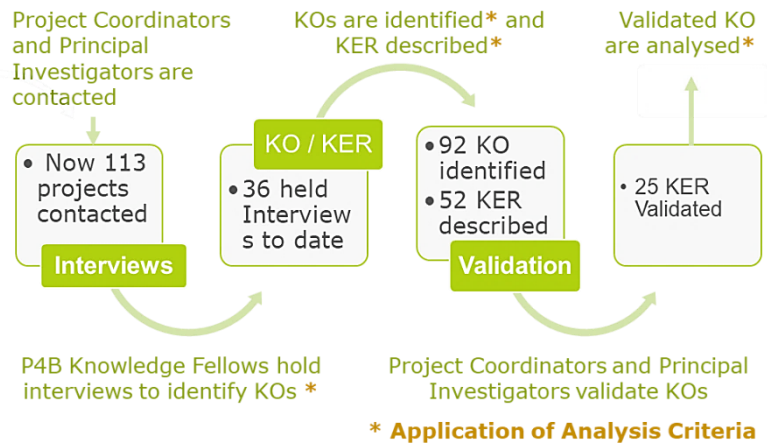 Project Coordinators
and Principal
Investigators are
contacted
KOs are identified* and
KER described*
Validated KO
are analysed*
• Now 113
projects
contacted
Interviews
KO / KER
• 36 held
Interview
s to date
• 92 KO
identified
• 52 KER
described
Validation
• 25 KER
Validated
P4B Knowledge Fellows hold
interviews to identify KOs *
Project Coordinators and Principal
Investigators validate KOs
* Application of Analysis Criteria